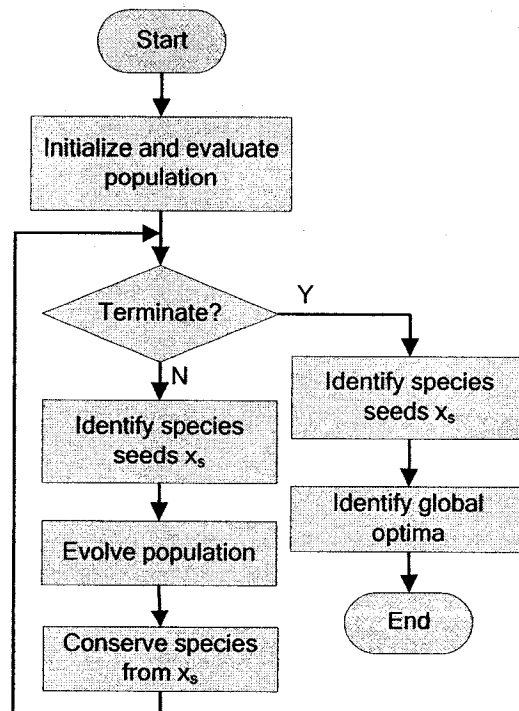 Start
Initialize and evaluate
population
Terminate?
Y
N
Identify species
seeds xₛ
Evolve population
Conserve species
from xₛ
Identify species
seeds xₛ
Identify global
optima
End